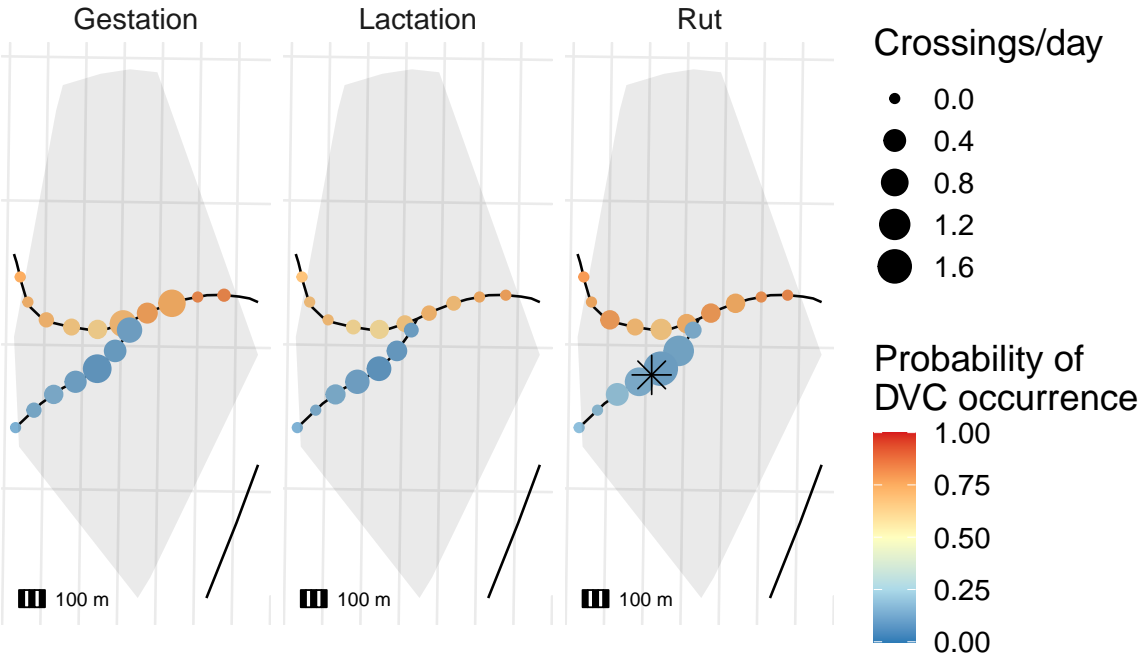 Gestation
Lactation
Rut
100 m
100 m
100 m
Crossings/day
0.0
0.4
0.8
1.2
1.6
Probability of
DVC occurrence
1.00
0.75
0.50
0.25
0.00